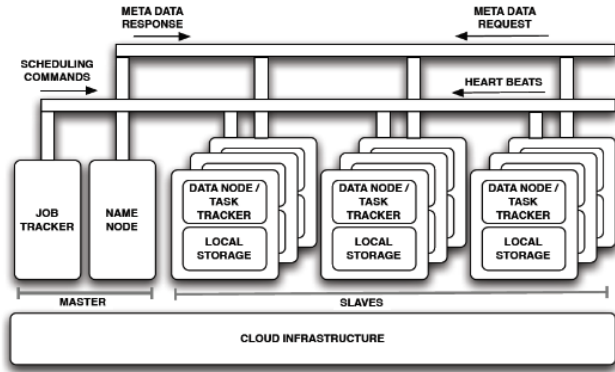 META DATA
RESPONSE
META DATA
REQUEST
SCHEDULING
COMMANDS
HEART BEATS
JOB
TRACKER
NAME
NODE
DATA NODE /
TASK
TRACKER
LOCAL
STORAGE
DATA NODE /
TASK
TRACKER
LOCAL
STORAGE
DATA NODE /
TASK
TRACKER
LOCAL
STORAGE
MASTER
SLAVES
CLOUD INFRASTRUCTURE